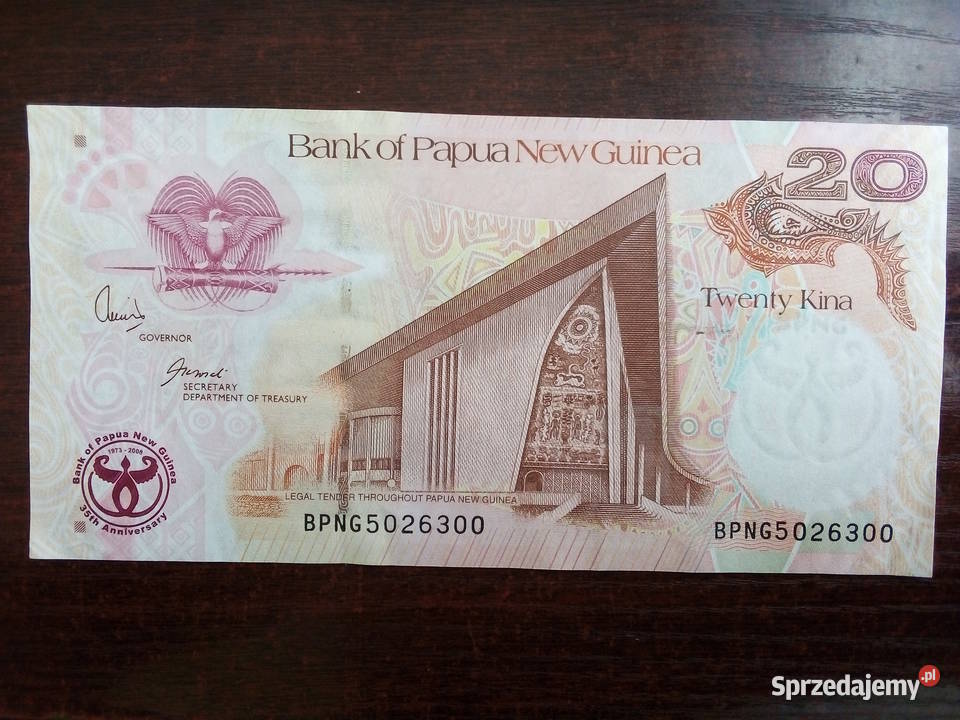 Bank of Papua New Guinea
20
Twenty Kina
GOVERNOR
SECRETARY
DEPARTMENT OF TREASURY
Bank of Papua New Guinea
1973 - 2008
35th Anniversary
LEGAL TENDER THROUGHOUT PAPUA NEW GUINEA
BPNG5026300
BPNG5026300
BPNG
Sprzedajemy.pl